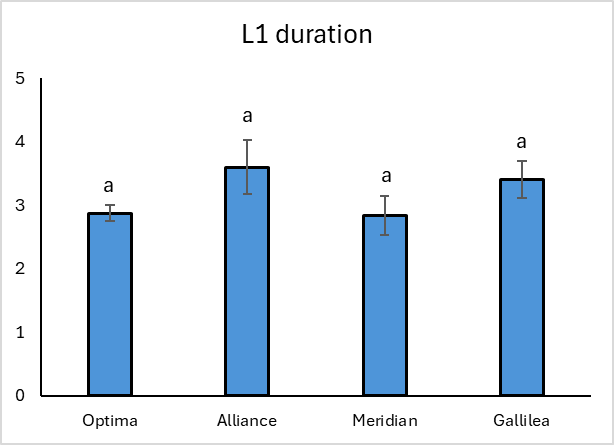 L1 duration
5
4
3
2
1
0
a
a
a
a
Optima
Alliance
Meridian
Gallilea